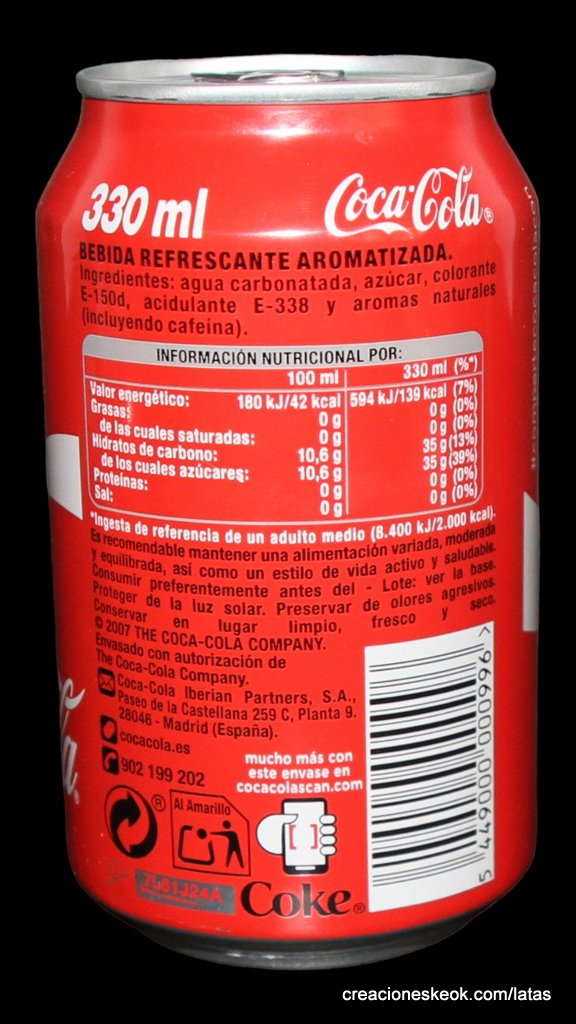 330 ml
Coca-Cola®
BEBIDA REFRESCANTE AROMATIZADA.
Ingredientes: agua carbonatada, azúcar, colorante
E-150d, acidulante E-338 y aromas naturales
(incluyendo cafeína).
INFORMACIÓN NUTRICIONAL POR:
100 ml 330 ml (%*)
Valor energético: 180 kJ/42 kcal 594 kJ/139 kcal (7%)
Grasas: 0 g 0 g (0%)
de las cuales saturadas: 0 g 0 g (0%)
Hidratos de carbono: 10,6 g 35 g (13%)
de los cuales azúcares: 10,6 g 35 g (39%)
Proteínas: 0 g 0 g (0%)
Sal: 0 g 0 g (0%)
*Ingesta de referencia de un adulto medio (8.400 kJ/2.000 kcal).
Es recomendable mantener una alimentación variada, moderada
y equilibrada, así como un estilo de vida activo y saludable.
Consumir preferentemente antes del - Lote: ver la base.
Proteger de la luz solar. Preservar de olores agresivos.
Conservar en lugar limpio, fresco y seco.
© 2007 THE COCA-COLA COMPANY.
Envasado con autorización de
The Coca-Cola Company.
Coca-Cola Iberian Partners, S.A.,
Paseo de la Castellana 259 C, Planta 9.
28046 - Madrid (España).
cocacola.es
902 199 202
mucho más con
este envase en
cocacolascan.com
®
Al Amarillo
7L81J24A
Coke®
5 449000 000996 >
creacioneskeok.com/latas